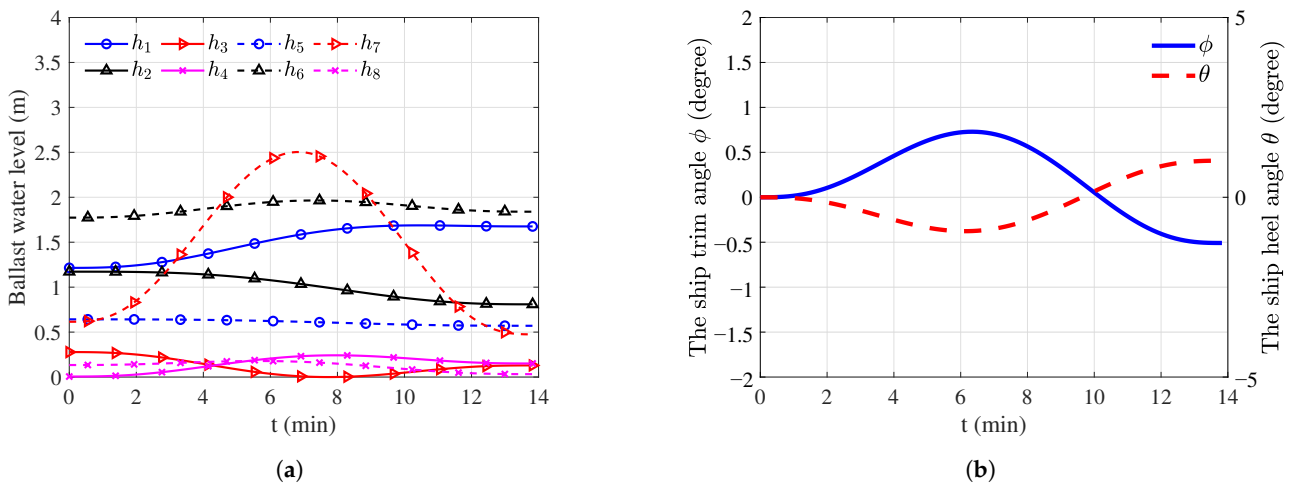 h1 h3 h5 h7
h2 h4 h6 h8
4
3.5
3
2.5
2
1.5
1
0.5
0
Ballast water level (m)
0 2 4 6 8 10 12 14
t (min)
(a)
ϕ
θ
2
1.5
1
0.5
0
-0.5
-1
-1.5
-2
The ship trim angle ϕ (degree)
5
0
-5
The ship heel angle θ (degree)
0 2 4 6 8 10 12 14
t (min)
(b)